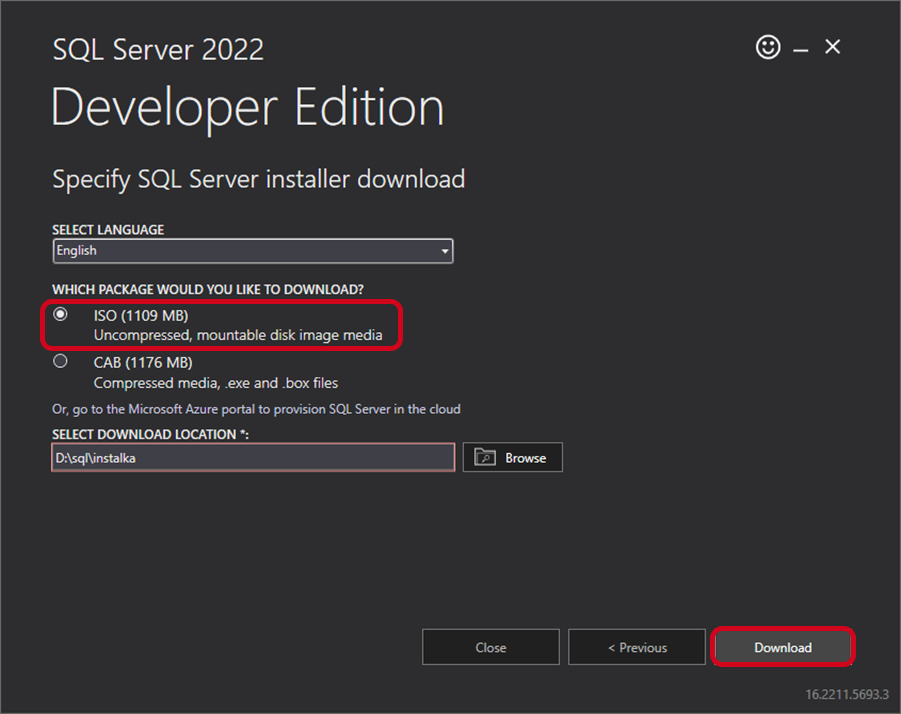 SQL Server 2022
Developer Edition
Specify SQL Server installer download
SELECT LANGUAGE
English
WHICH PACKAGE WOULD YOU LIKE TO DOWNLOAD?
ISO (1109 MB)
Uncompressed, mountable disk image media
CAB (1176 MB)
Compressed media, .exe and .box files
Or, go to the Microsoft Azure portal to provision SQL Server in the cloud
SELECT DOWNLOAD LOCATION *:
D:\sql\instalka
Browse
Close
< Previous
Download
16.2211.5693.3